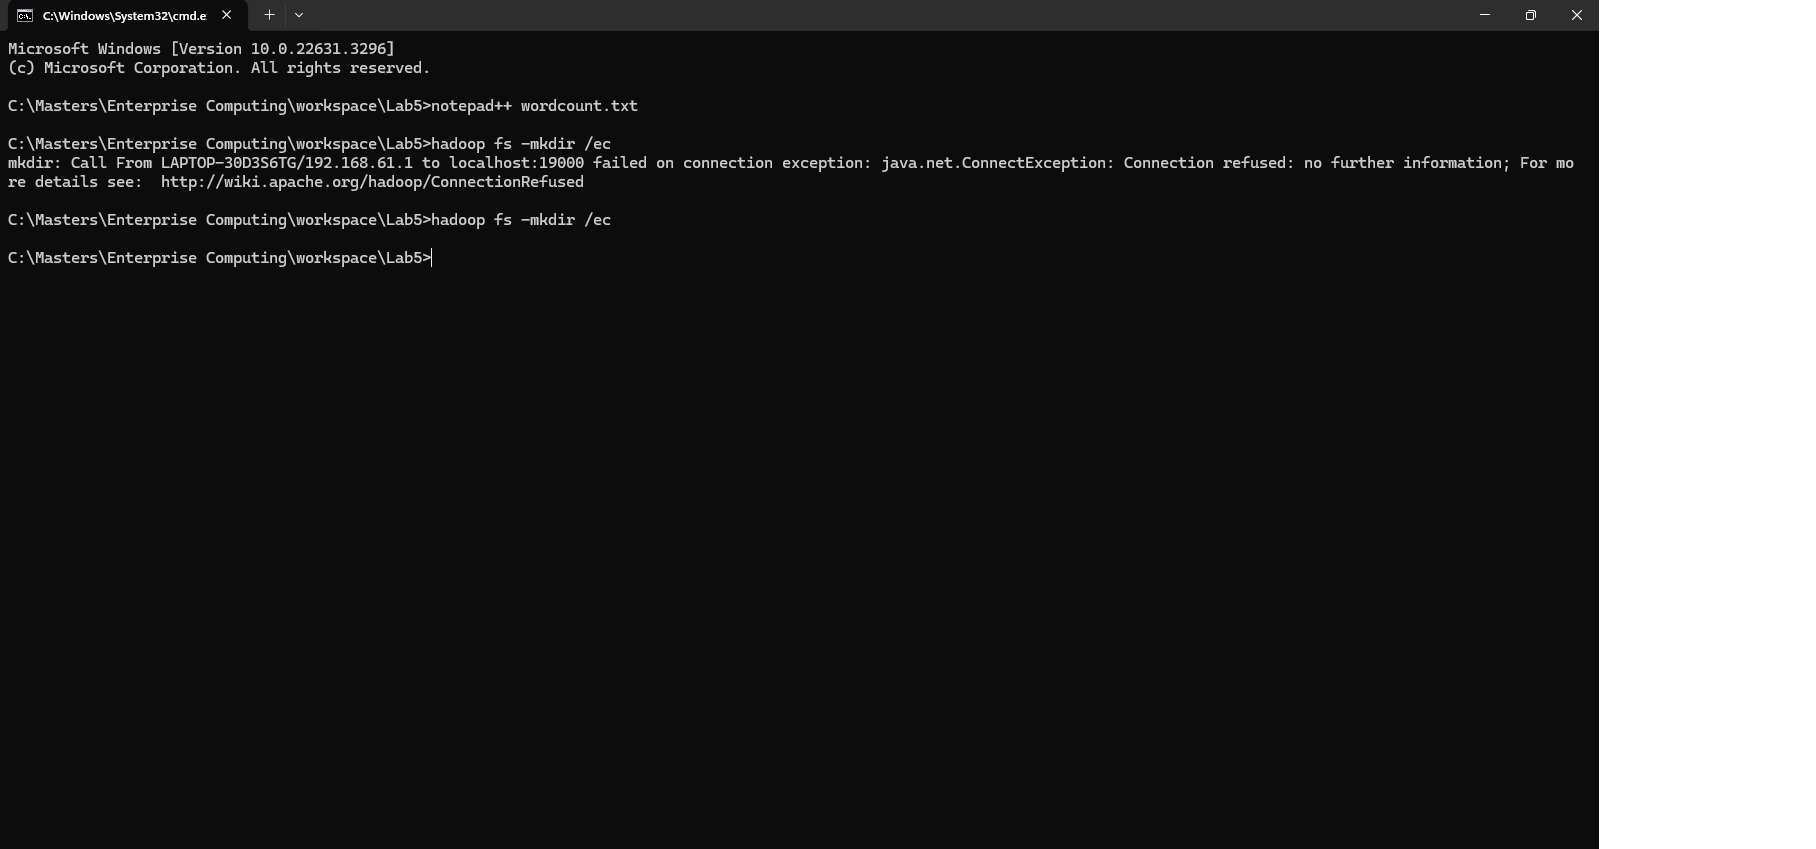 C:\Windows\System32\cmd.e
Microsoft Windows [Version 10.0.22631.3296]
(c) Microsoft Corporation. All rights reserved.
C:\Masters\Enterprise Computing\workspace\Lab5>notepad++ wordcount.txt
C:\Masters\Enterprise Computing\workspace\Lab5>hadoop fs -mkdir /ec
mkdir: Call From LAPTOP-30D3S6TG/192.168.61.1 to localhost:19000 failed on connection exception: java.net.ConnectException: Connection refused: no further information; For mo
re details see:  http://wiki.apache.org/hadoop/ConnectionRefused
C:\Masters\Enterprise Computing\workspace\Lab5>hadoop fs -mkdir /ec
C:\Masters\Enterprise Computing\workspace\Lab5>